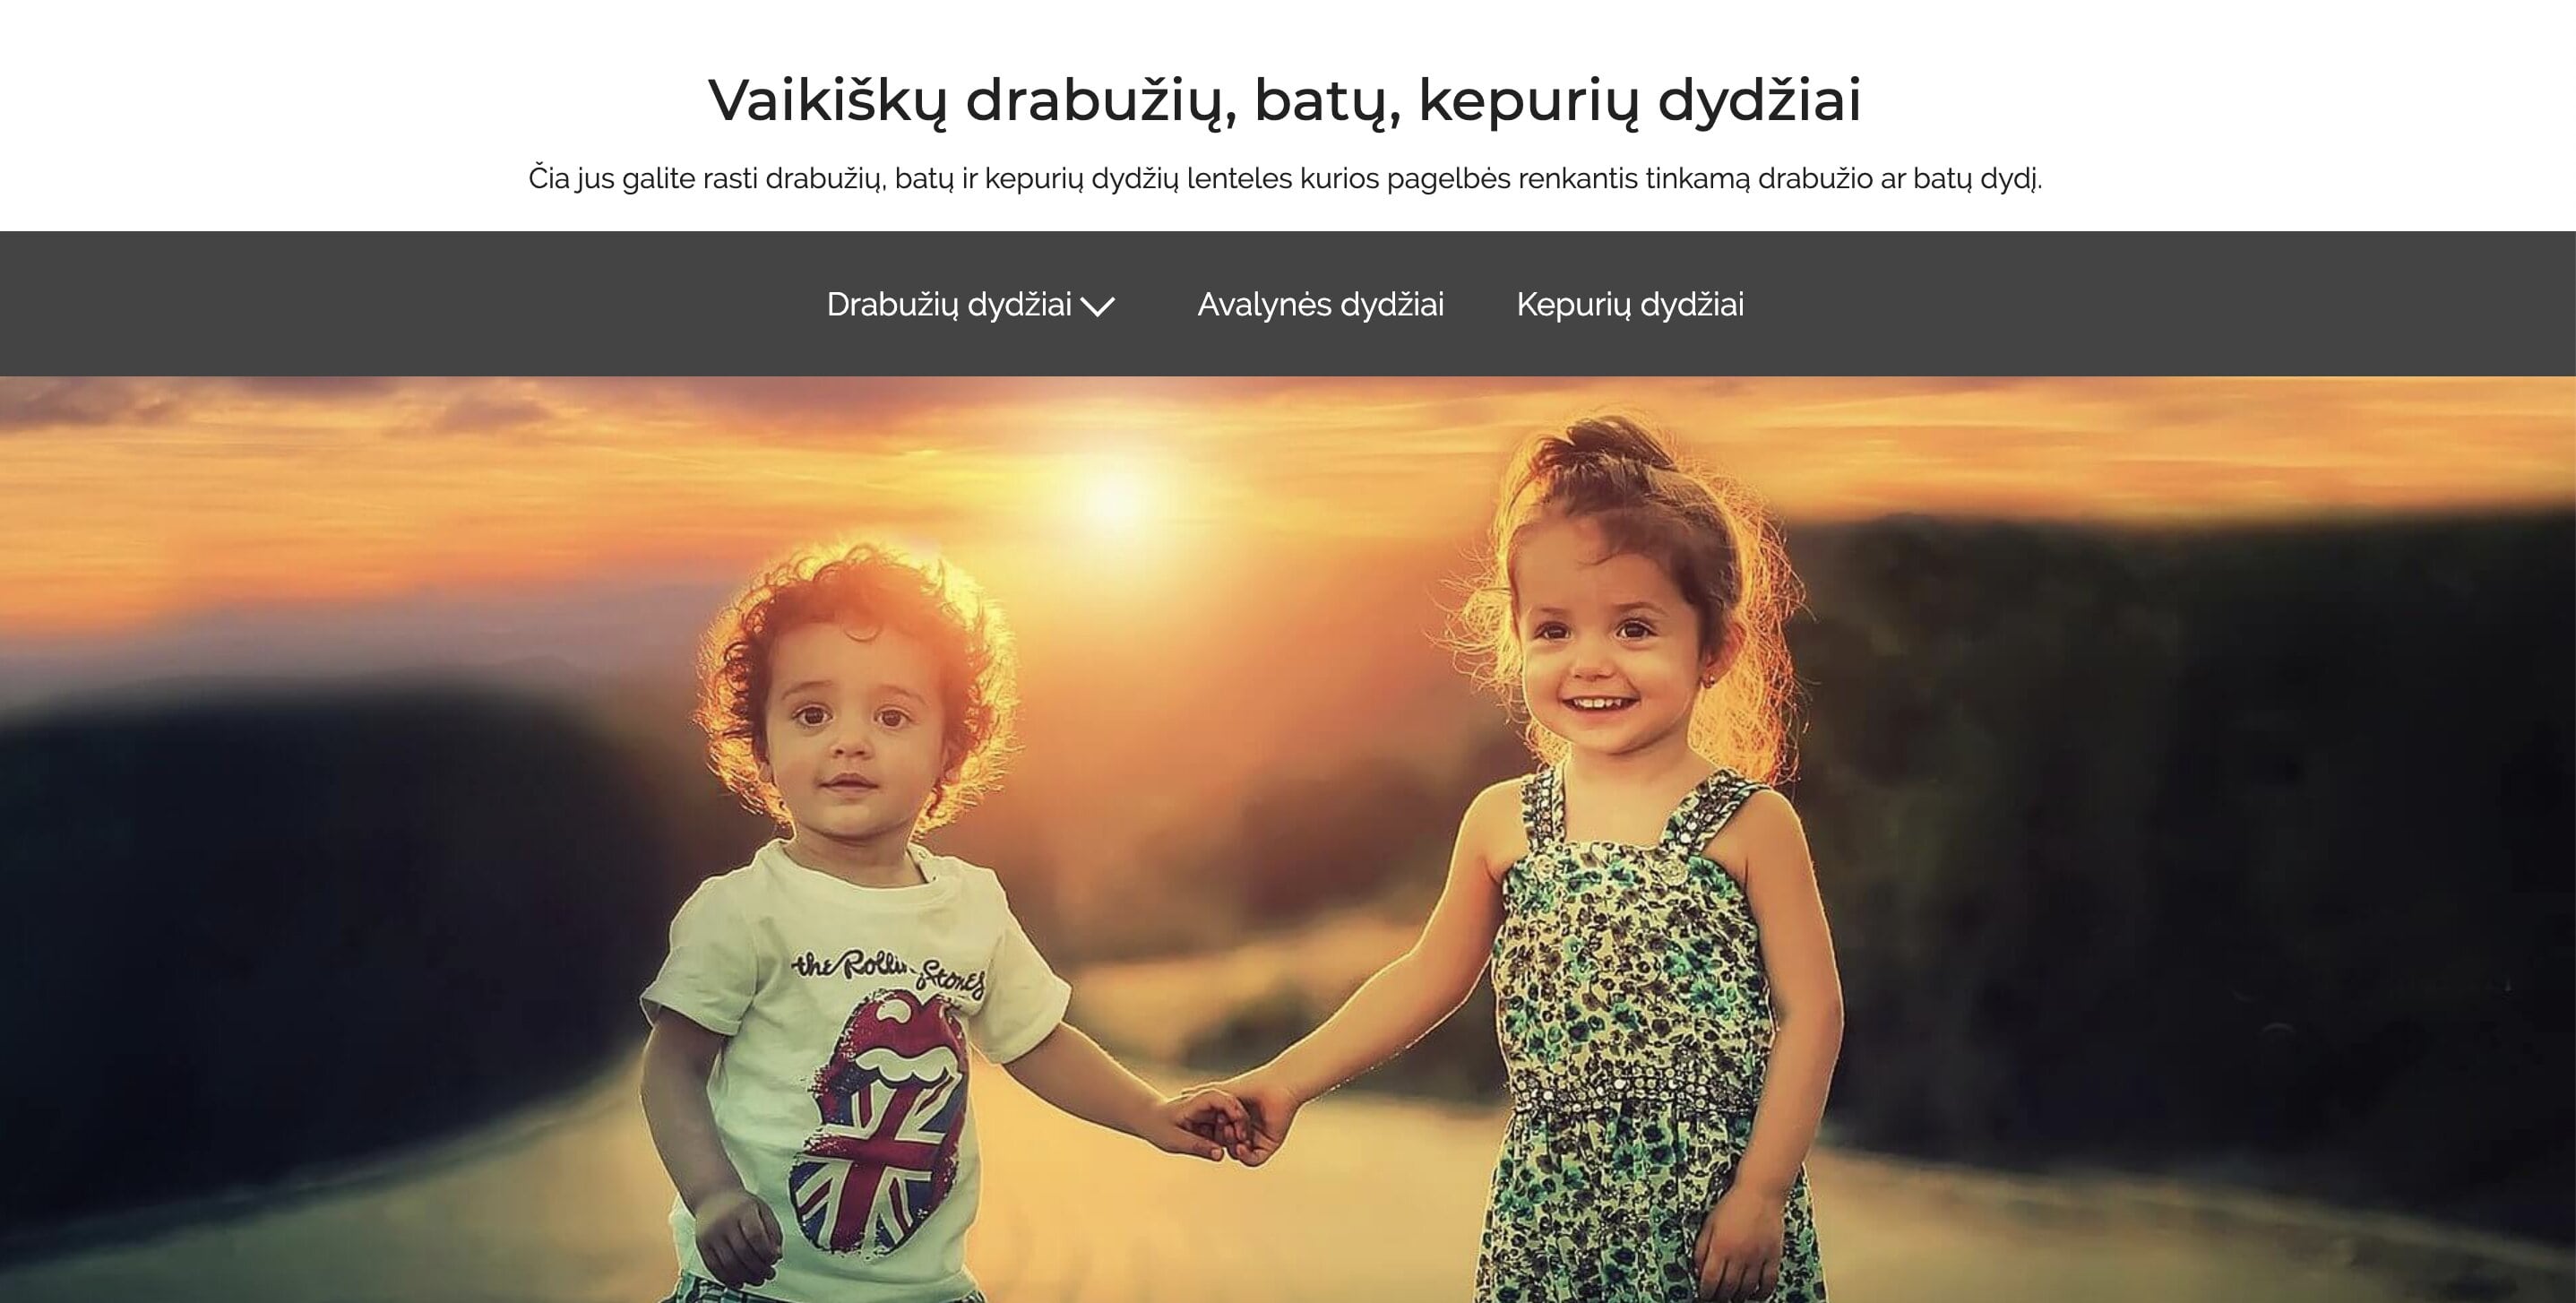 Vaikiškų drabužių, batų, kepurių dydžiai
Čia jus galite rasti drabužių, batų ir kepurių dydžių lenteles kurios pagelbės renkantis tinkamą drabužio ar batų dydį.
Drabužių dydžiai Avalynės dydžiai Kepurių dydžiai
the Rolling Stones